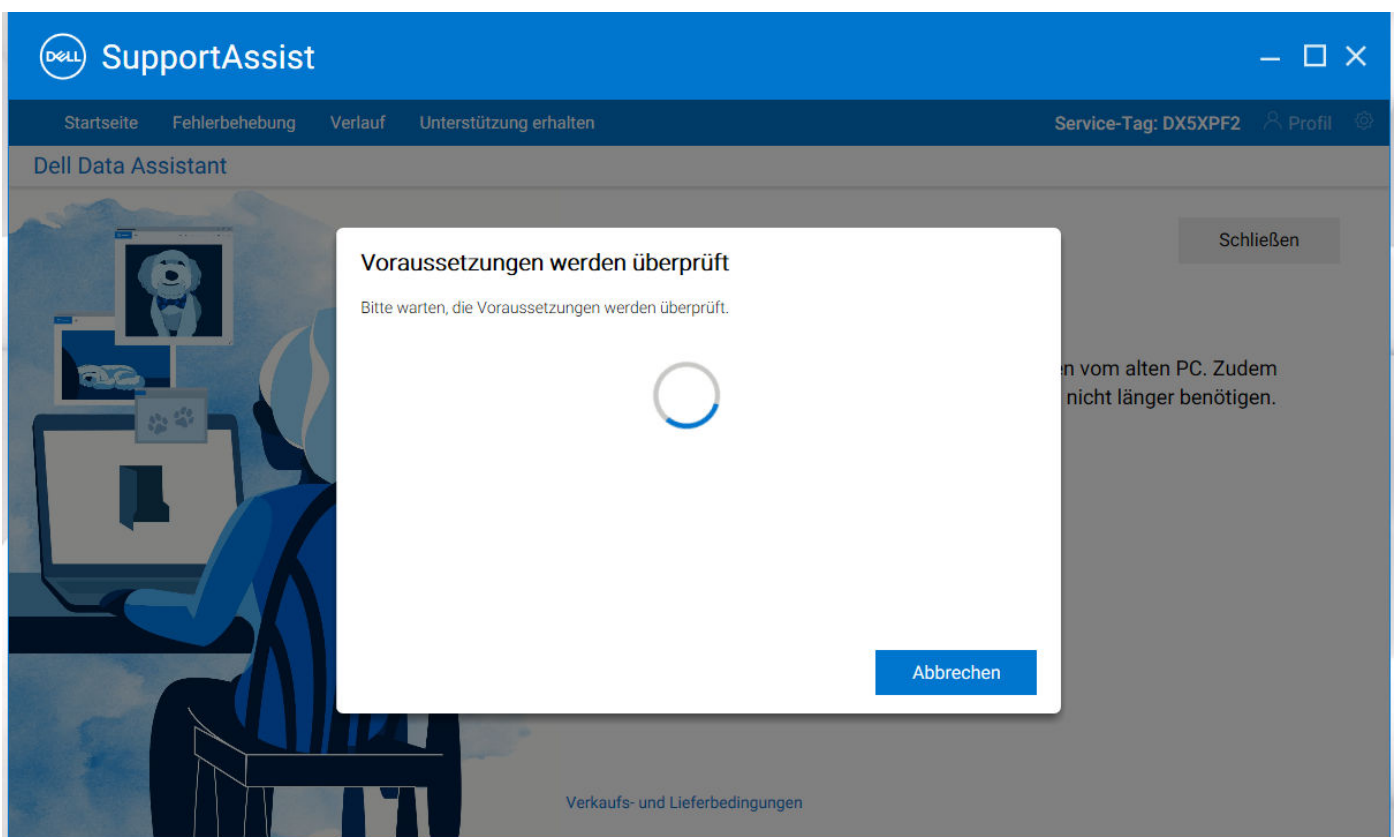 DELL SupportAssist
Startseite Fehlerbehebung Verlauf Unterstützung erhalten Service-Tag: DX5XPF2 Profil
Dell Data Assistant
Schließen
Voraussetzungen werden überprüft
Bitte warten, die Voraussetzungen werden überprüft.
vom alten PC. Zudem
nicht länger benötigen.
Abbrechen
Verkaufs- und Lieferbedingungen